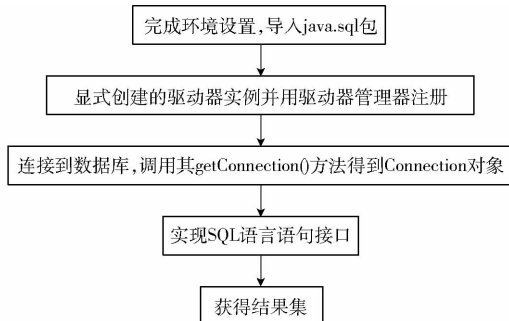 完成环境设置,导入java.sql包
显式创建的驱动器实例并用驱动器管理器注册
连接到数据库,调用其getConnection()方法得到Connection对象
实现SQL语言语句接口
获得结果集